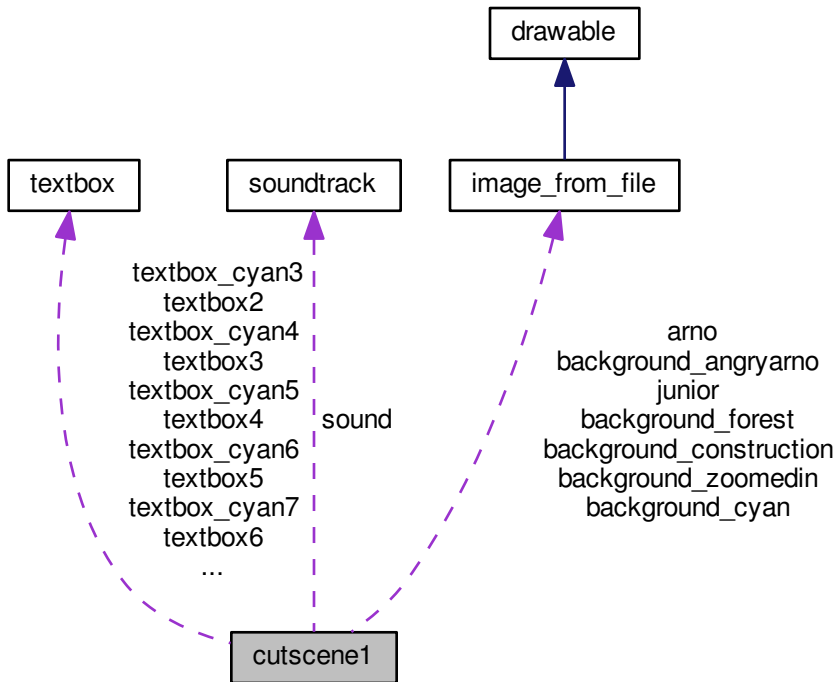 drawable
textbox
soundtrack
image_from_file
textbox_cyan3
textbox2
textbox_cyan4
textbox3
textbox_cyan5
textbox4
textbox_cyan6
textbox5
textbox_cyan7
textbox6
...
sound
arno
background_angryarno
junior
background_forest
background_construction
background_zoomedin
background_cyan
cutscene1